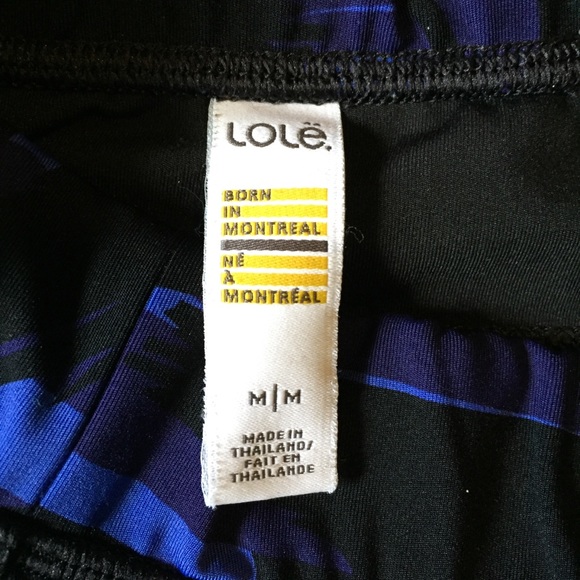 LOLË.
BORN
IN
MONTREAL
NÉ
À
MONTRÉAL
M|M
MADE IN
THAILAND/
FAIT EN
THAILANDE